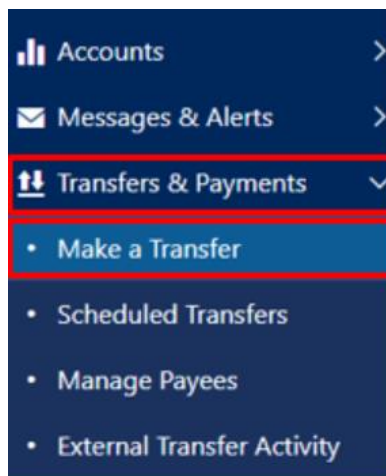 Accounts
Messages & Alerts
Transfers & Payments
• Make a Transfer
• Scheduled Transfers
• Manage Payees
• External Transfer Activity